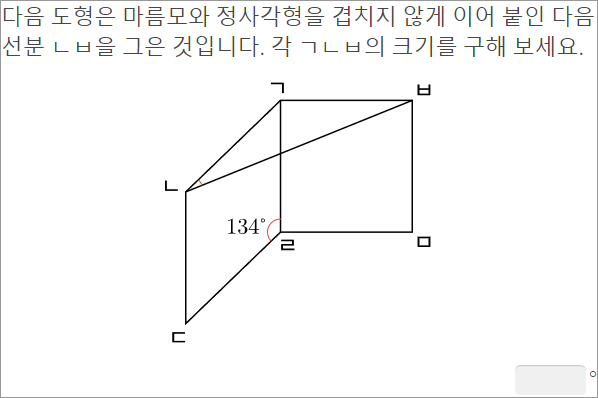 다음 도형은 마름모와 정사각형을 겹치지 않게 이어 붙인 다음
선분 ㄴㅂ을 그은 것입니다. 각 ㄱㄴㅂ의 크기를 구해 보세요.
ㄱ
ㅂ
ㄴ
134°
ㄹ
ㅁ
ㄷ
°